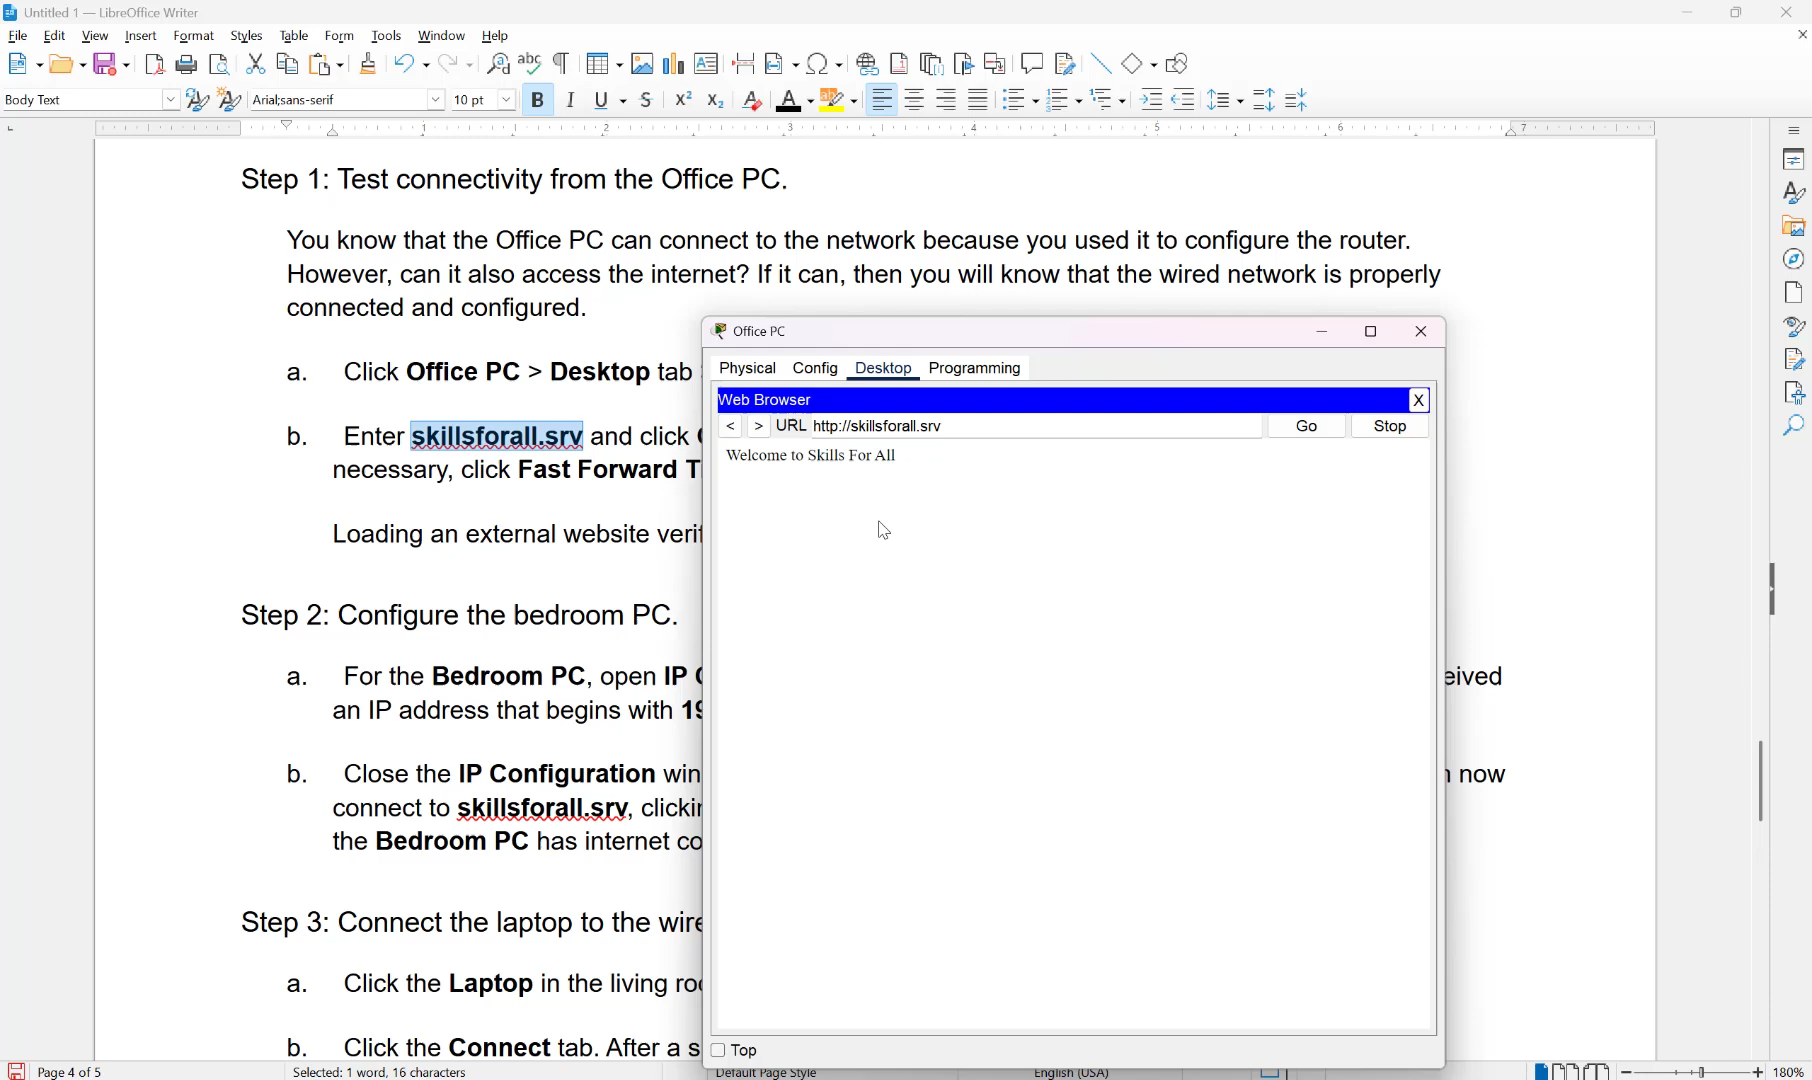 Untitled 1 — LibreOffice Writer
File Edit View Insert Format Styles Table Form Tools Window Help
Body Text
Arial;sans-serif
10 pt
1 2 3 4 5 6 7
Step 1: Test connectivity from the Office PC.
You know that the Office PC can connect to the network because you used it to configure the router.
However, can it also access the internet? If it can, then you will know that the wired network is properly
connected and configured.
a. Click Office PC > Desktop tab
b. Enter skillsforall.srv and click
necessary, click Fast Forward
Loading an external website
Step 2: Configure the bedroom PC.
a. For the Bedroom PC, open IP
eived
an IP address that begins with 19
b. Close the IP Configuration win
now
connect to skillsforall.srv, clickin
the Bedroom PC has internet co
Step 3: Connect the laptop to the wire
a. Click the Laptop in the living roo
b. Click the Connect tab. After a s
Office PC
Physical Config Desktop Programming
Web Browser X
< > URL http://skillsforall.srv Go Stop
Welcome to Skills For All
Top
Page 4 of 5
Selected: 1 word, 16 characters
Default Page Style
English (USA)
180%